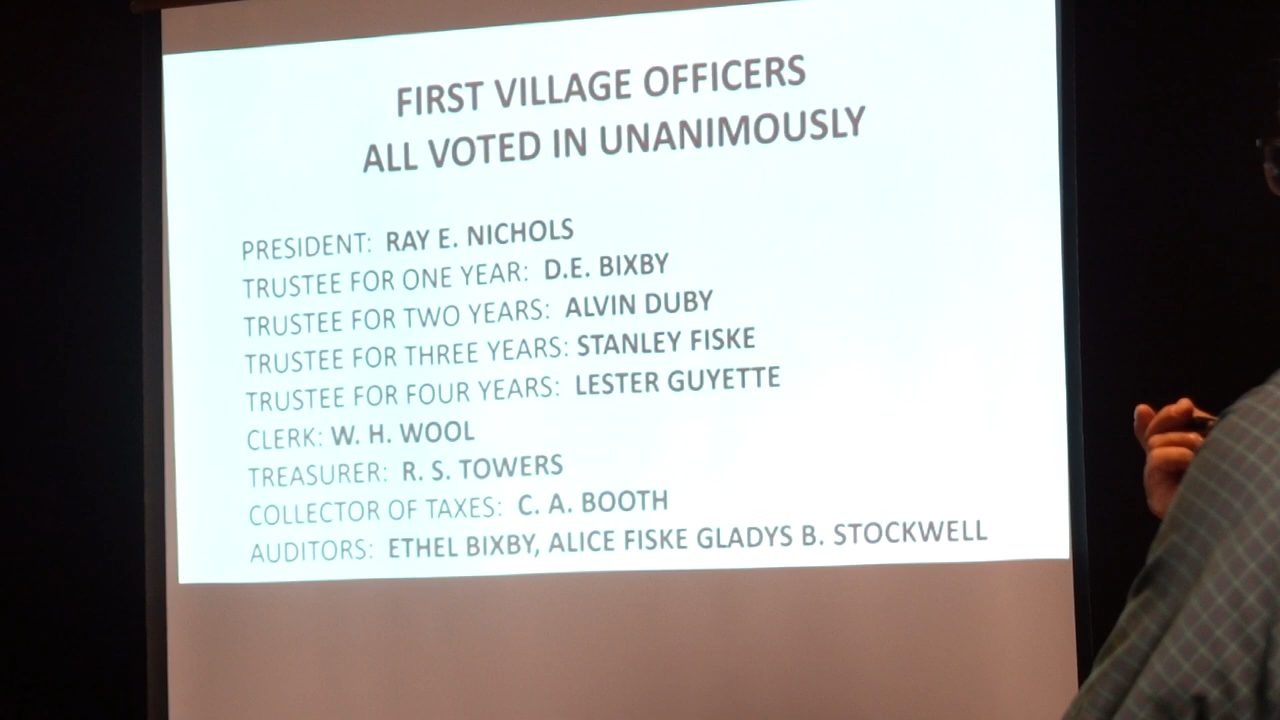 FIRST VILLAGE OFFICERS
ALL VOTED IN UNANIMOUSLY
PRESIDENT: RAY E. NICHOLS
TRUSTEE FOR ONE YEAR: D.E. BIXBY
TRUSTEE FOR TWO YEARS: ALVIN DUBY
TRUSTEE FOR THREE YEARS: STANLEY FISKE
TRUSTEE FOR FOUR YEARS: LESTER GUYETTE
CLERK: W. H. WOOL
TREASURER: R. S. TOWERS
COLLECTOR OF TAXES: C. A. BOOTH
AUDITORS: ETHEL BIXBY, ALICE FISKE GLADYS B. STOCKWELL